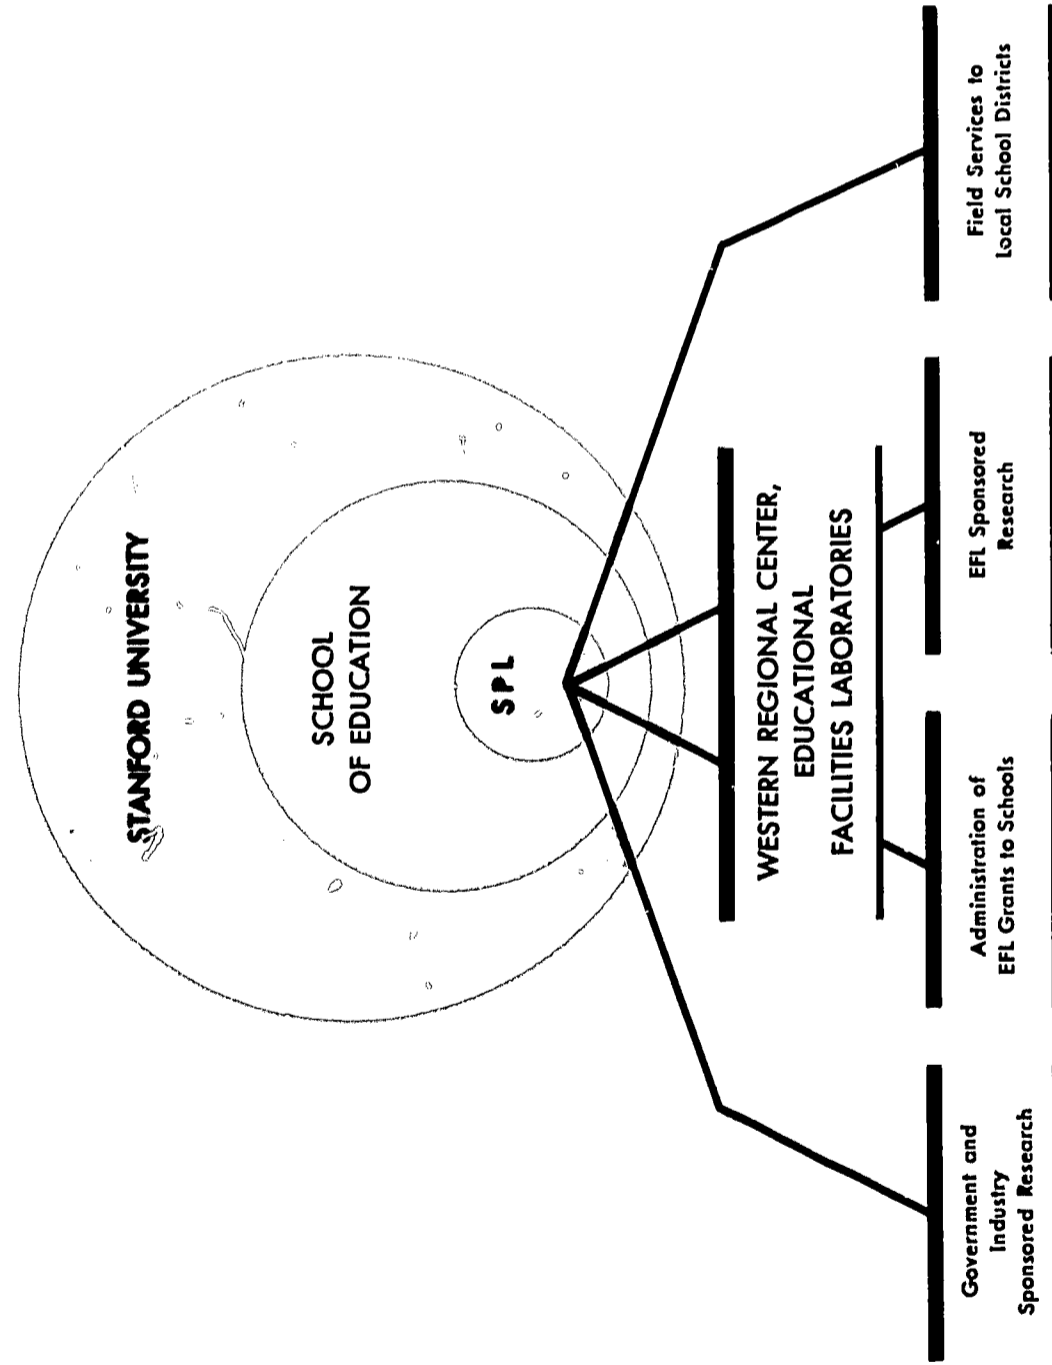 STANFORD UNIVERSITY
SCHOOL
OF EDUCATION
SPL
WESTERN REGIONAL CENTER,
EDUCATIONAL
FACILITIES LABORATORIES
Government and
Industry
Sponsored Research
Administration of
EFL Grants to Schools
EFL Sponsored
Research
Field Services to
Local School Districts